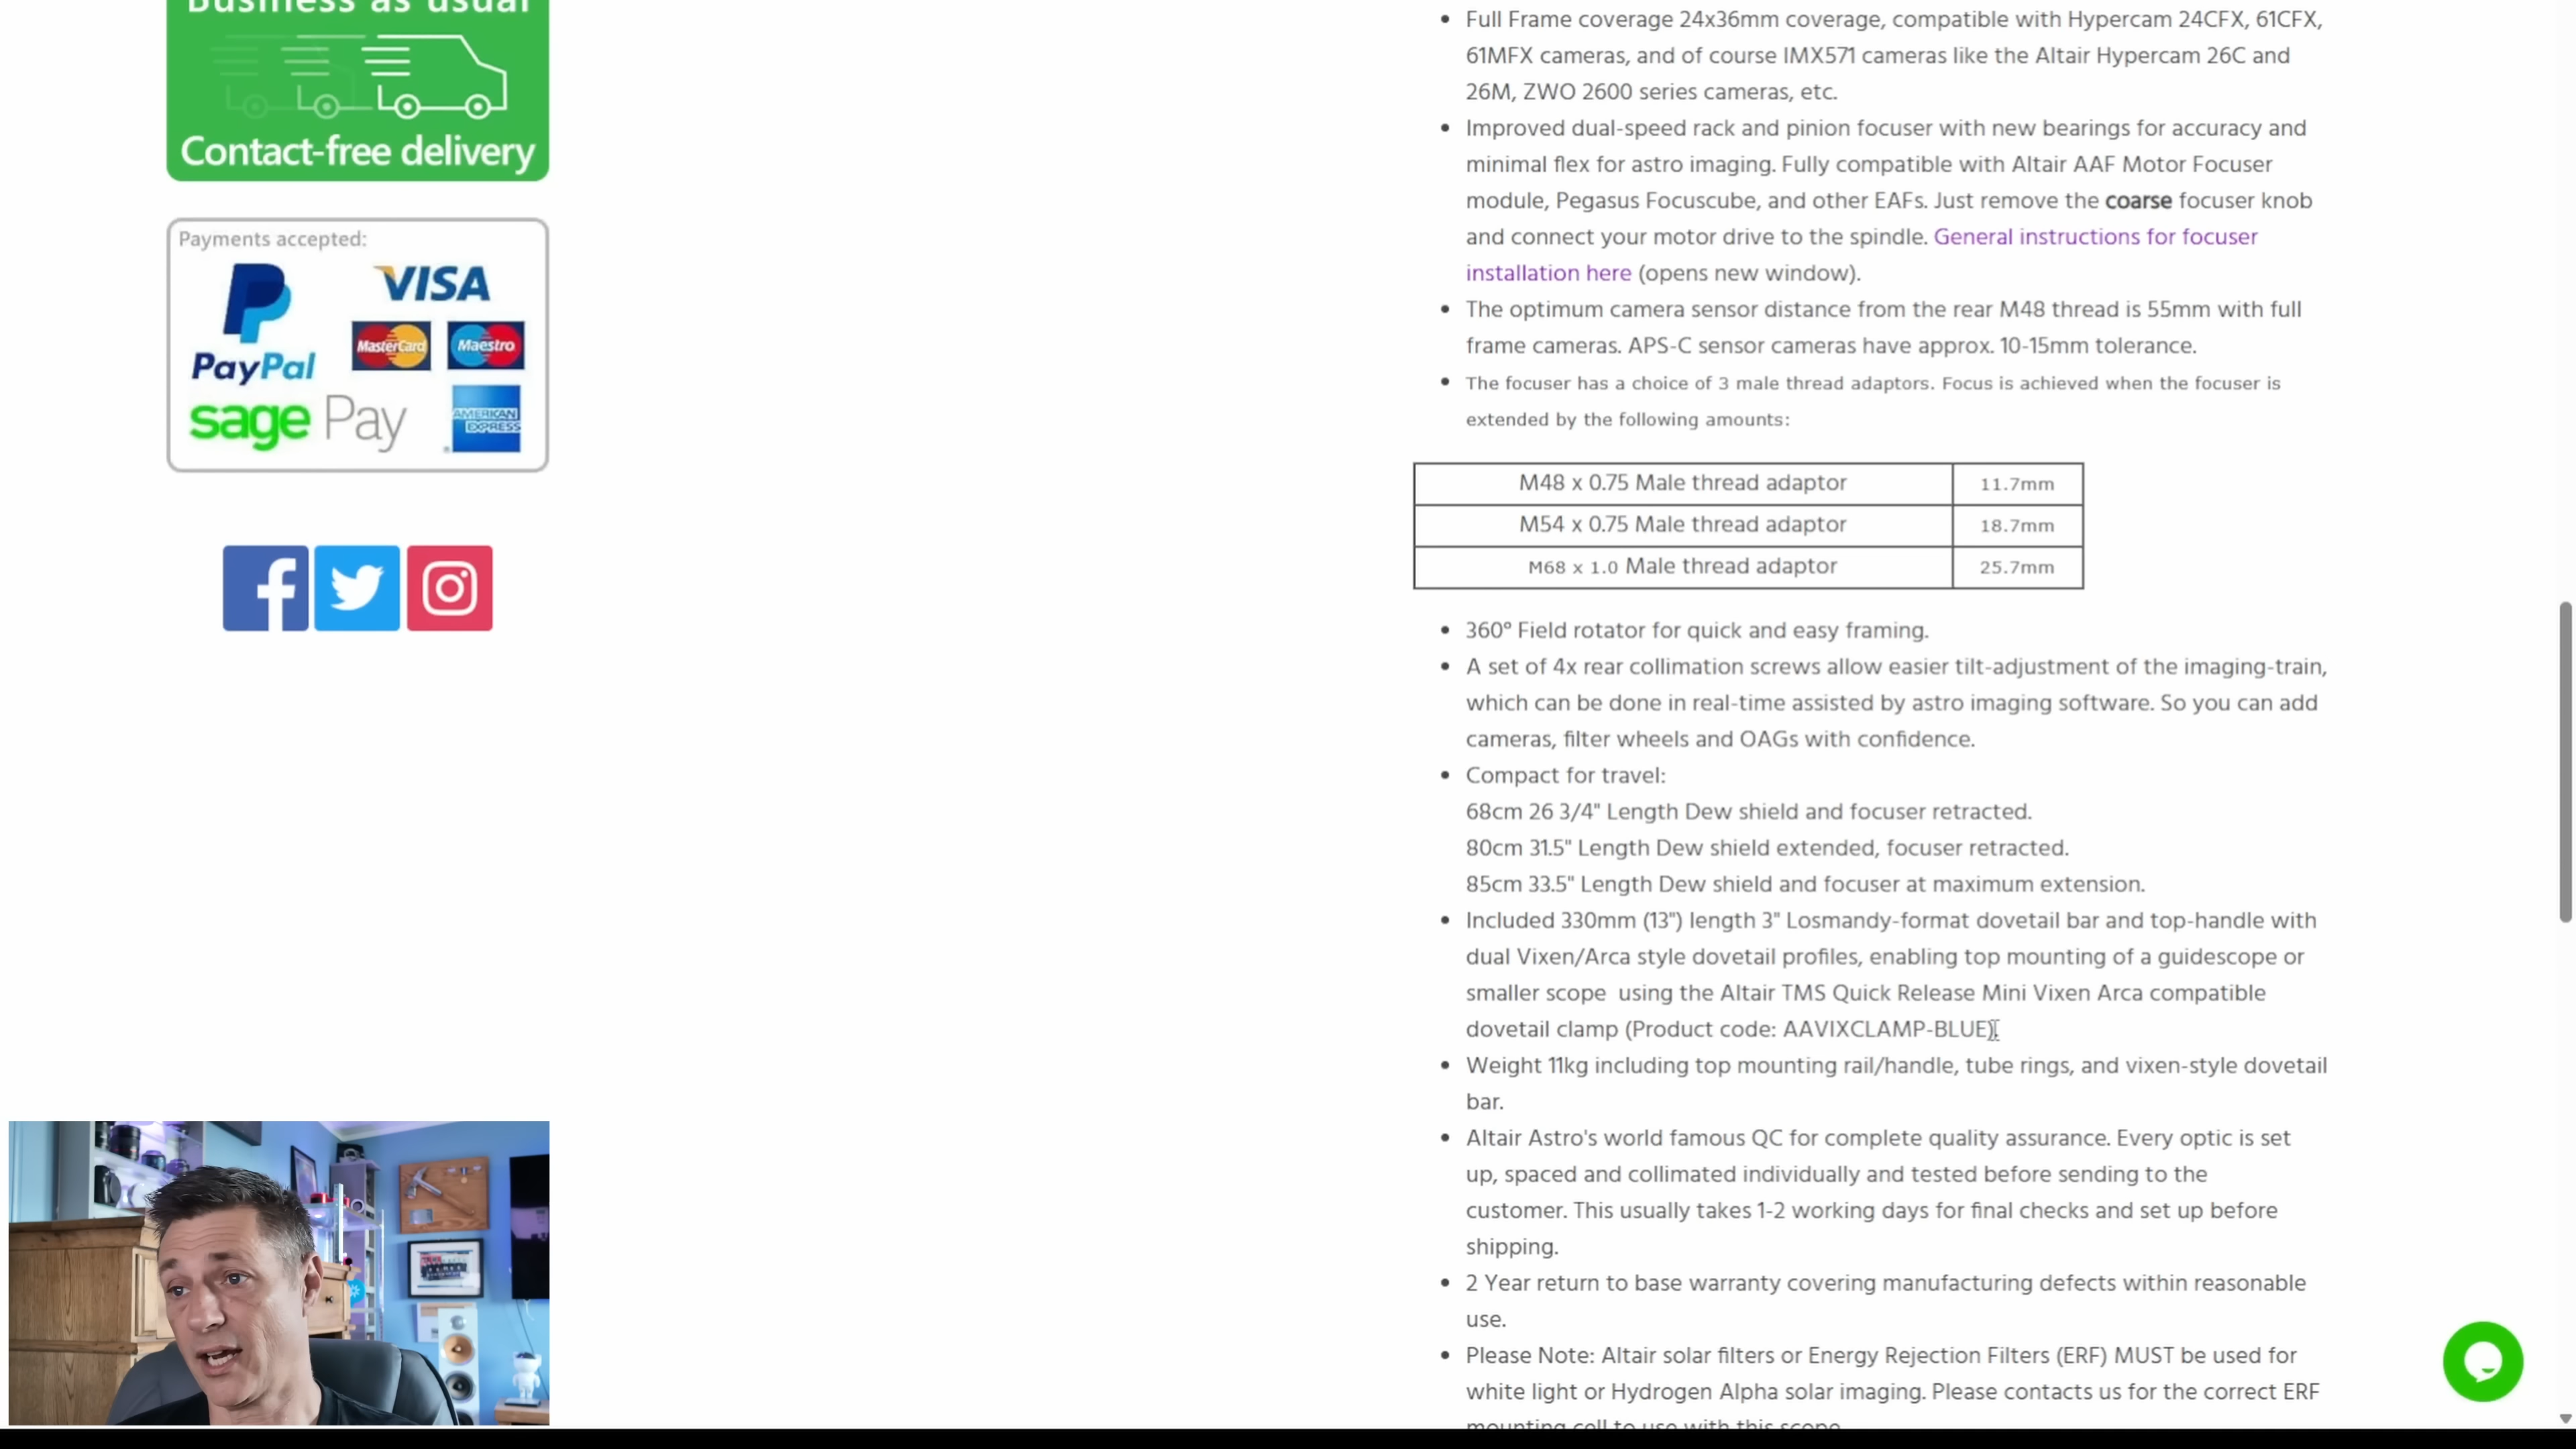 Business as usual
Contact-free delivery
Payments accepted:
PayPal
VISA
MasterCard
Maestro
sage Pay
AMERICAN EXPRESS
Full Frame coverage 24x36mm coverage, compatible with Hypercam 24CFX, 61CFX,
61MFX cameras, and of course IMX571 cameras like the Altair Hypercam 26C and
26M, ZWO 2600 series cameras, etc.
Improved dual-speed rack and pinion focuser with new bearings for accuracy and
minimal flex for astro imaging. Fully compatible with Altair AAF Motor Focuser
module, Pegasus Focuscube, and other EAFs. Just remove the coarse focuser knob
and connect your motor drive to the spindle. General instructions for focuser
installation here (opens new window).
The optimum camera sensor distance from the rear M48 thread is 55mm with full
frame cameras. APS-C sensor cameras have approx. 10-15mm tolerance.
The focuser has a choice of 3 male thread adaptors. Focus is achieved when the focuser is
extended by the following amounts:
M48 x 0.75 Male thread adaptor 11.7mm
M54 x 0.75 Male thread adaptor 18.7mm
M68 x 1.0 Male thread adaptor 25.7mm
360º Field rotator for quick and easy framing.
A set of 4x rear collimation screws allow easier tilt-adjustment of the imaging-train,
which can be done in real-time assisted by astro imaging software. So you can add
cameras, filter wheels and OAGs with confidence.
Compact for travel:
68cm 26 3/4" Length Dew shield and focuser retracted.
80cm 31.5" Length Dew shield extended, focuser retracted.
85cm 33.5" Length Dew shield and focuser at maximum extension.
Included 330mm (13") length 3" Losmandy-format dovetail bar and top-handle with
dual Vixen/Arca style dovetail profiles, enabling top mounting of a guidescope or
smaller scope using the Altair TMS Quick Release Mini Vixen Arca compatible
dovetail clamp (Product code: AAVIXCLAMP-BLUE).
Weight 11kg including top mounting rail/handle, tube rings, and vixen-style dovetail
bar.
Altair Astro's world famous QC for complete quality assurance. Every optic is set
up, spaced and collimated individually and tested before sending to the
customer. This usually takes 1-2 working days for final checks and set up before
shipping.
2 Year return to base warranty covering manufacturing defects within reasonable
use.
Please Note: Altair solar filters or Energy Rejection Filters (ERF) MUST be used for
white light or Hydrogen Alpha solar imaging. Please contacts us for the correct ERF
mounting cell to use with this scope